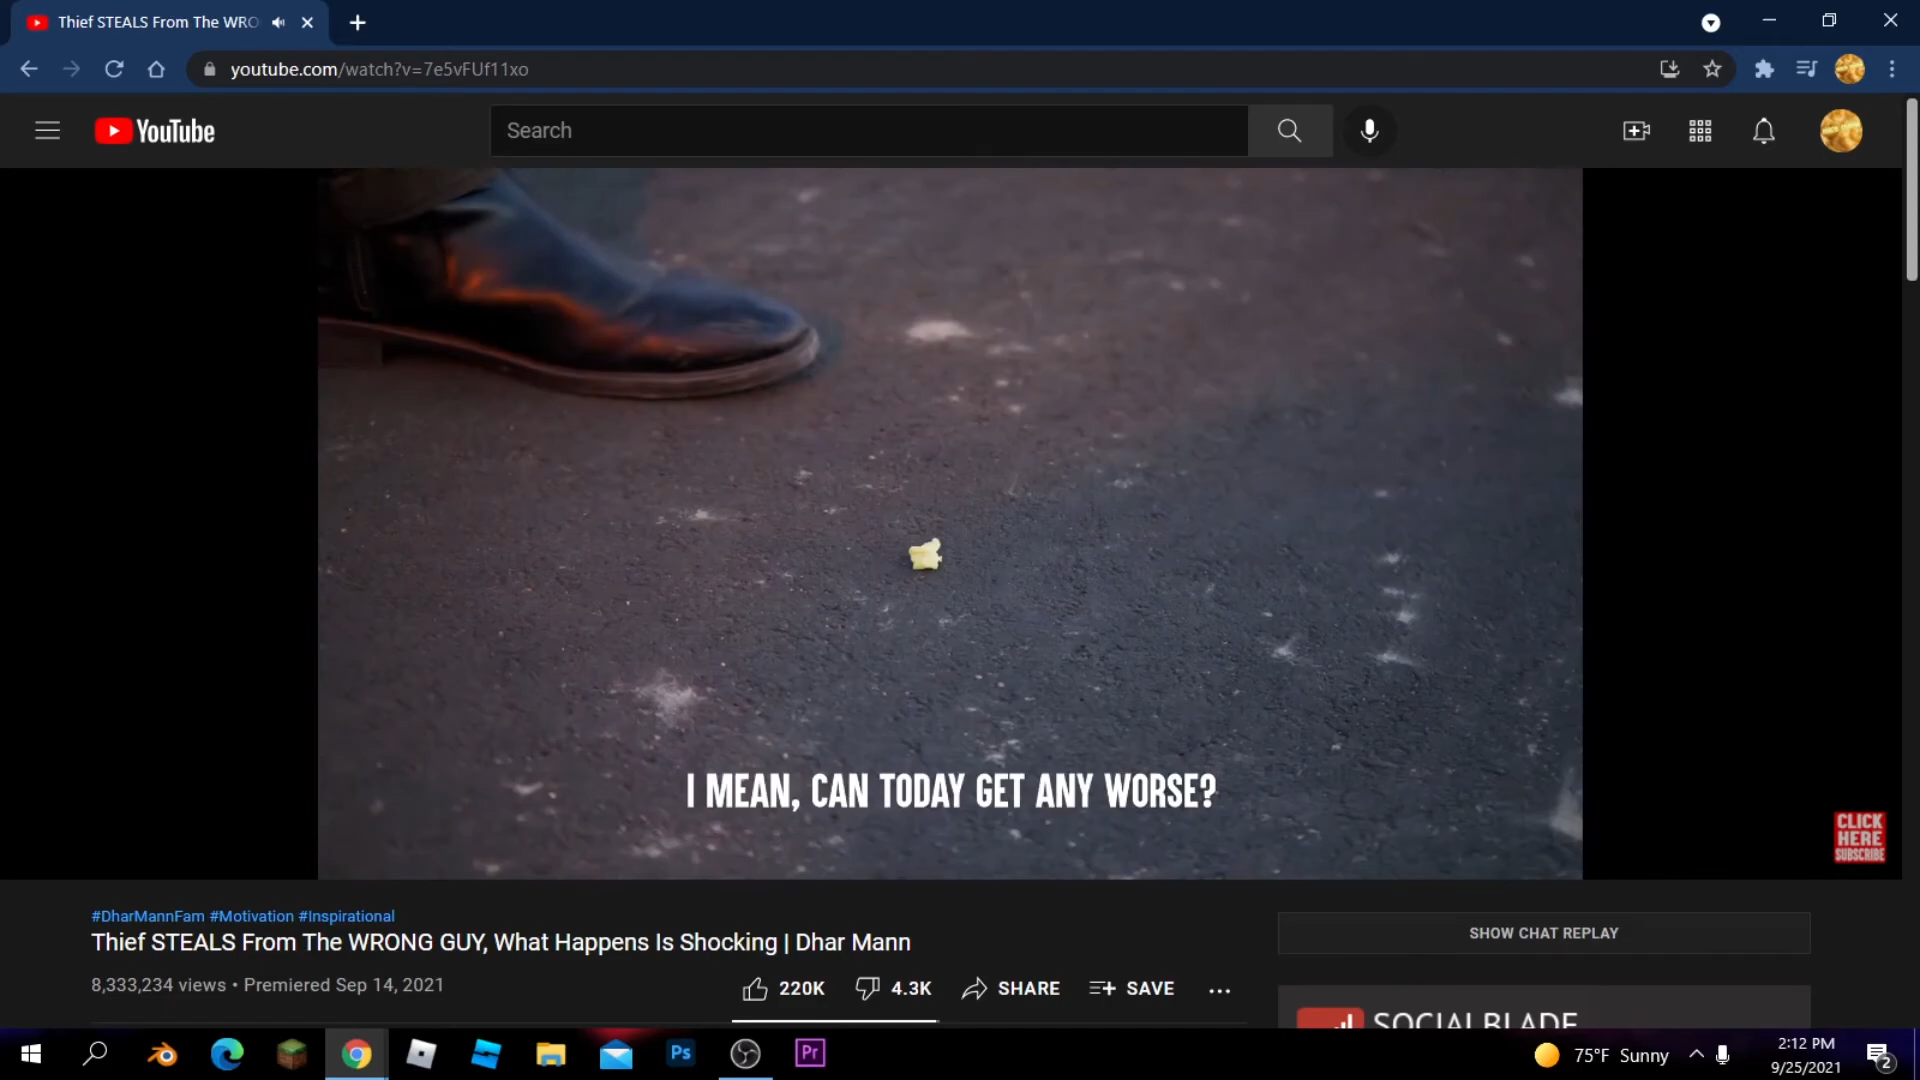 Thief STEALS From The WRO
youtube.com/watch?v=7e5vFUf11xo
YouTube
Search
I MEAN, CAN TODAY GET ANY WORSE?
CLICK
HERE
SUBSCRIBE
#DharMannFam #Motivation #Inspirational
Thief STEALS From The WRONG GUY, What Happens Is Shocking | Dhar Mann
8,333,234 views • Premiered Sep 14, 2021
220K
4.3K
SHARE
SAVE
SHOW CHAT REPLAY
SOCIALBLADE
Ps
Pr
75°F Sunny
2:12 PM
9/25/2021
2